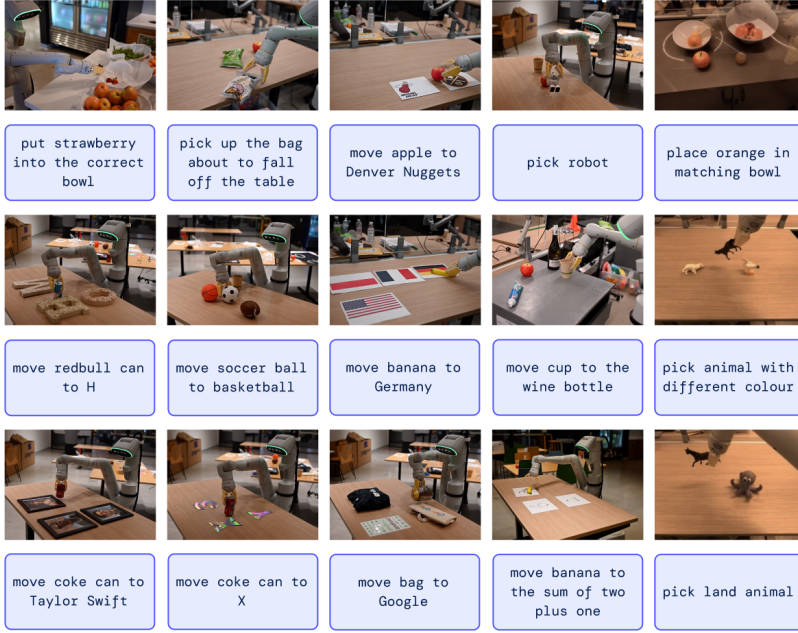 put strawberry
into the correct
bowl
pick up the bag
about to fall
off the table
move apple to
Denver Nuggets
pick robot
place orange in
matching bowl
move redbull can
to H
move soccer ball
to basketball
move banana to
Germany
move cup to the
wine bottle
pick animal with
different colour
move coke can to
Taylor Swift
move coke can to
X
move bag to
Google
move banana to
the sum of two
plus one
pick land animal